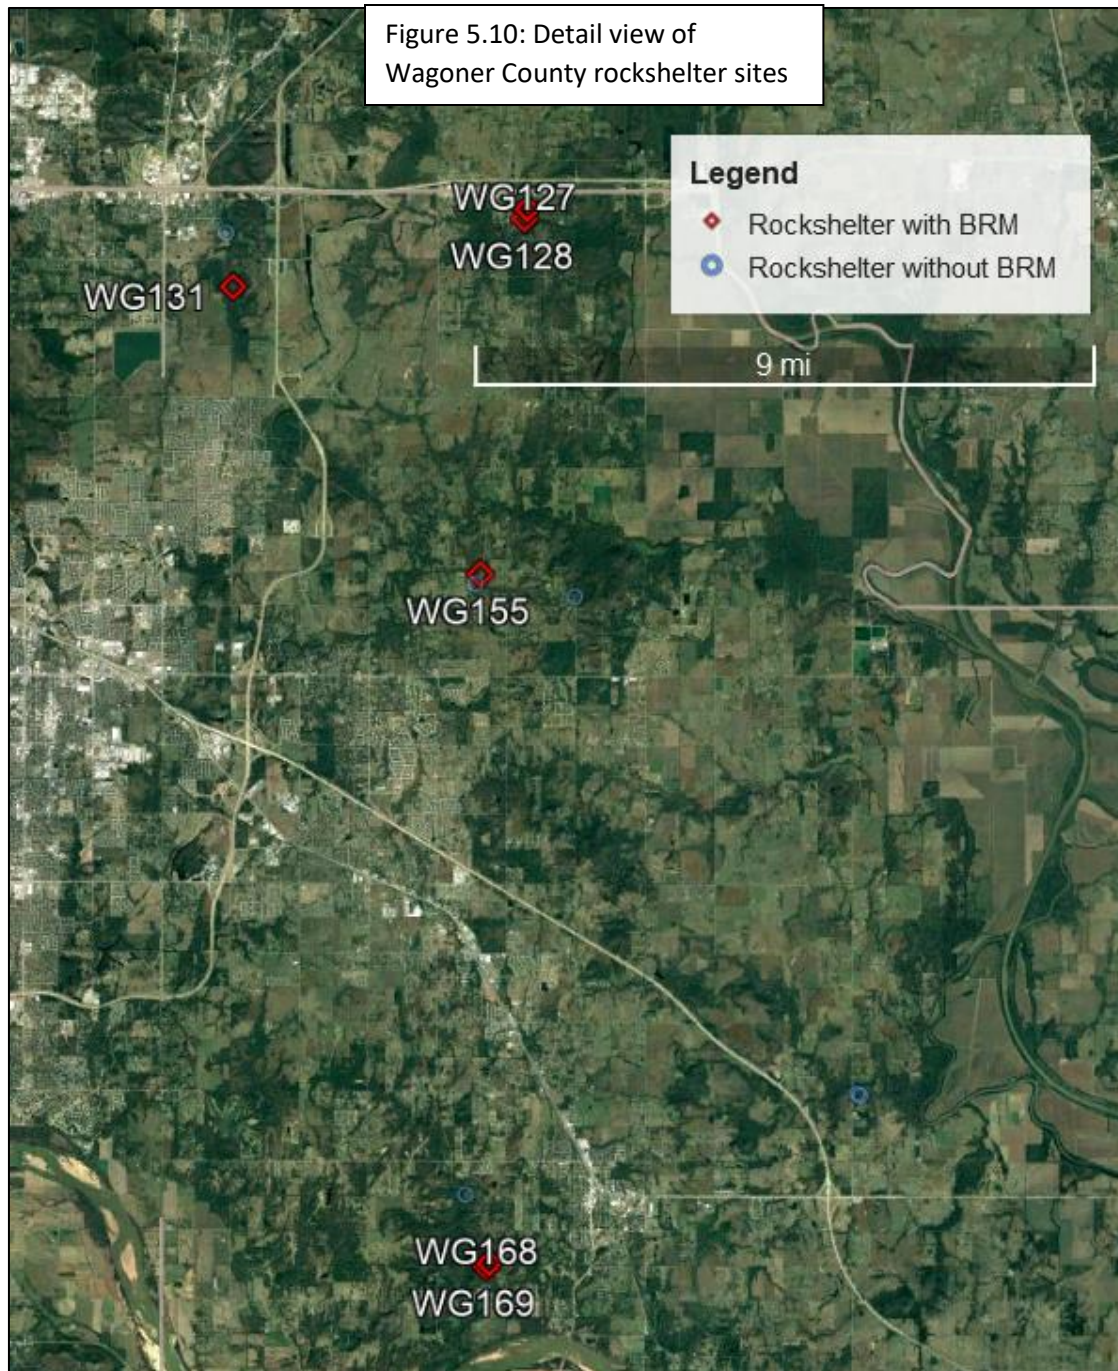 Figure 5.10: Detail view of
Wagoner County rockshelter sites
Legend
Rockshelter with BRM
Rockshelter without BRM
WG127
WG128
WG131
9 mi
WG155
WG168
WG169